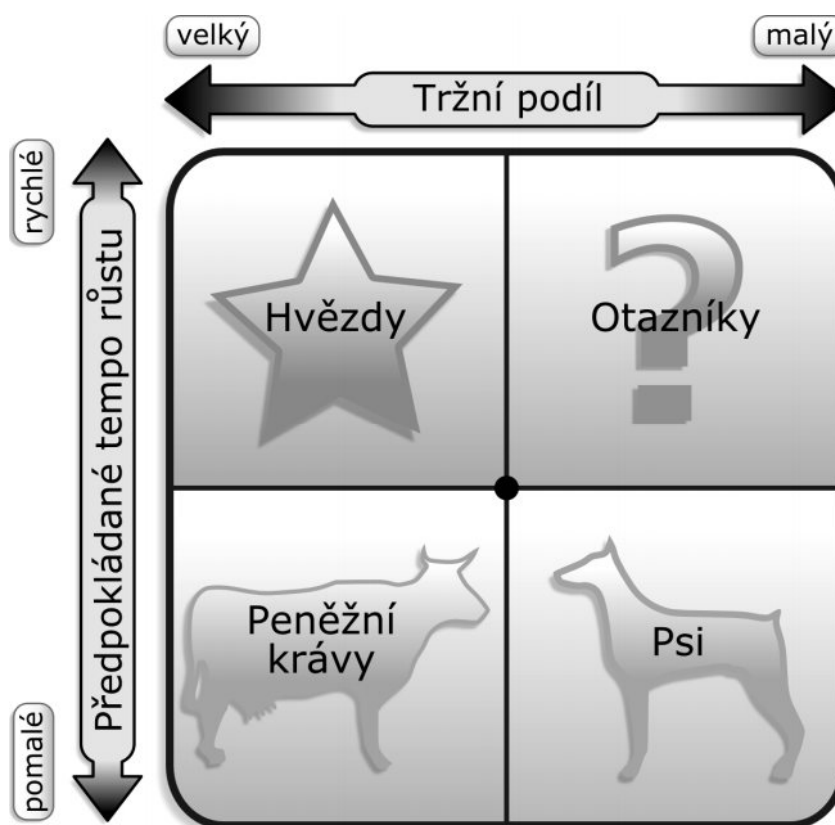 velký
malý
Tržní podíl
rychlé
Předpokládané tempo růstu
pomalé
Hvězdy
Otazníky
Peněžní
krávy
Psi